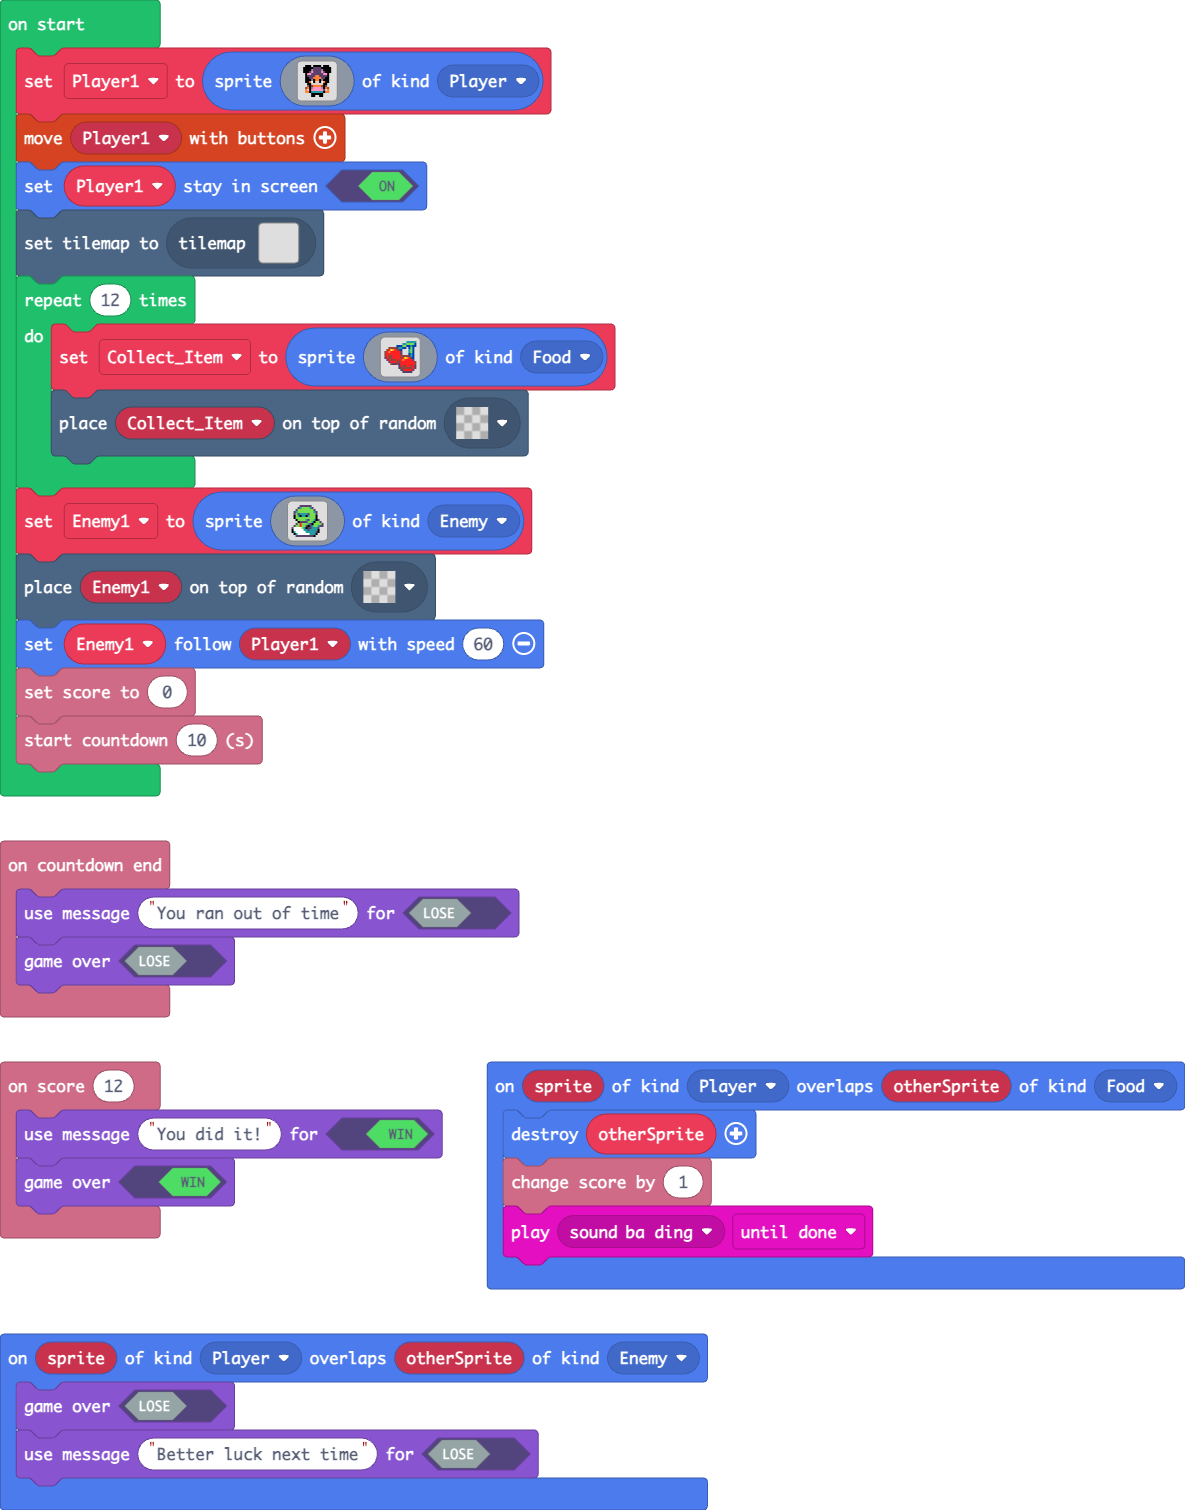 on start
set Player1 to sprite of kind Player
move Player1 with buttons
set Player1 stay in screen ON
set tilemap to tilemap
repeat 12 times
do
set Collect_Item to sprite of kind Food
place Collect_Item on top of random
set Enemy1 to sprite of kind Enemy
place Enemy1 on top of random
set Enemy1 follow Player1 with speed 60
set score to 0
start countdown 10 (s)
on countdown end
use message "You ran out of time" for LOSE
game over LOSE
on score 12
use message "You did it!" for WIN
game over WIN
on sprite of kind Player overlaps otherSprite of kind Food
destroy otherSprite
change score by 1
play sound ba ding until done
on sprite of kind Player overlaps otherSprite of kind Enemy
game over LOSE
use message "Better luck next time" for LOSE